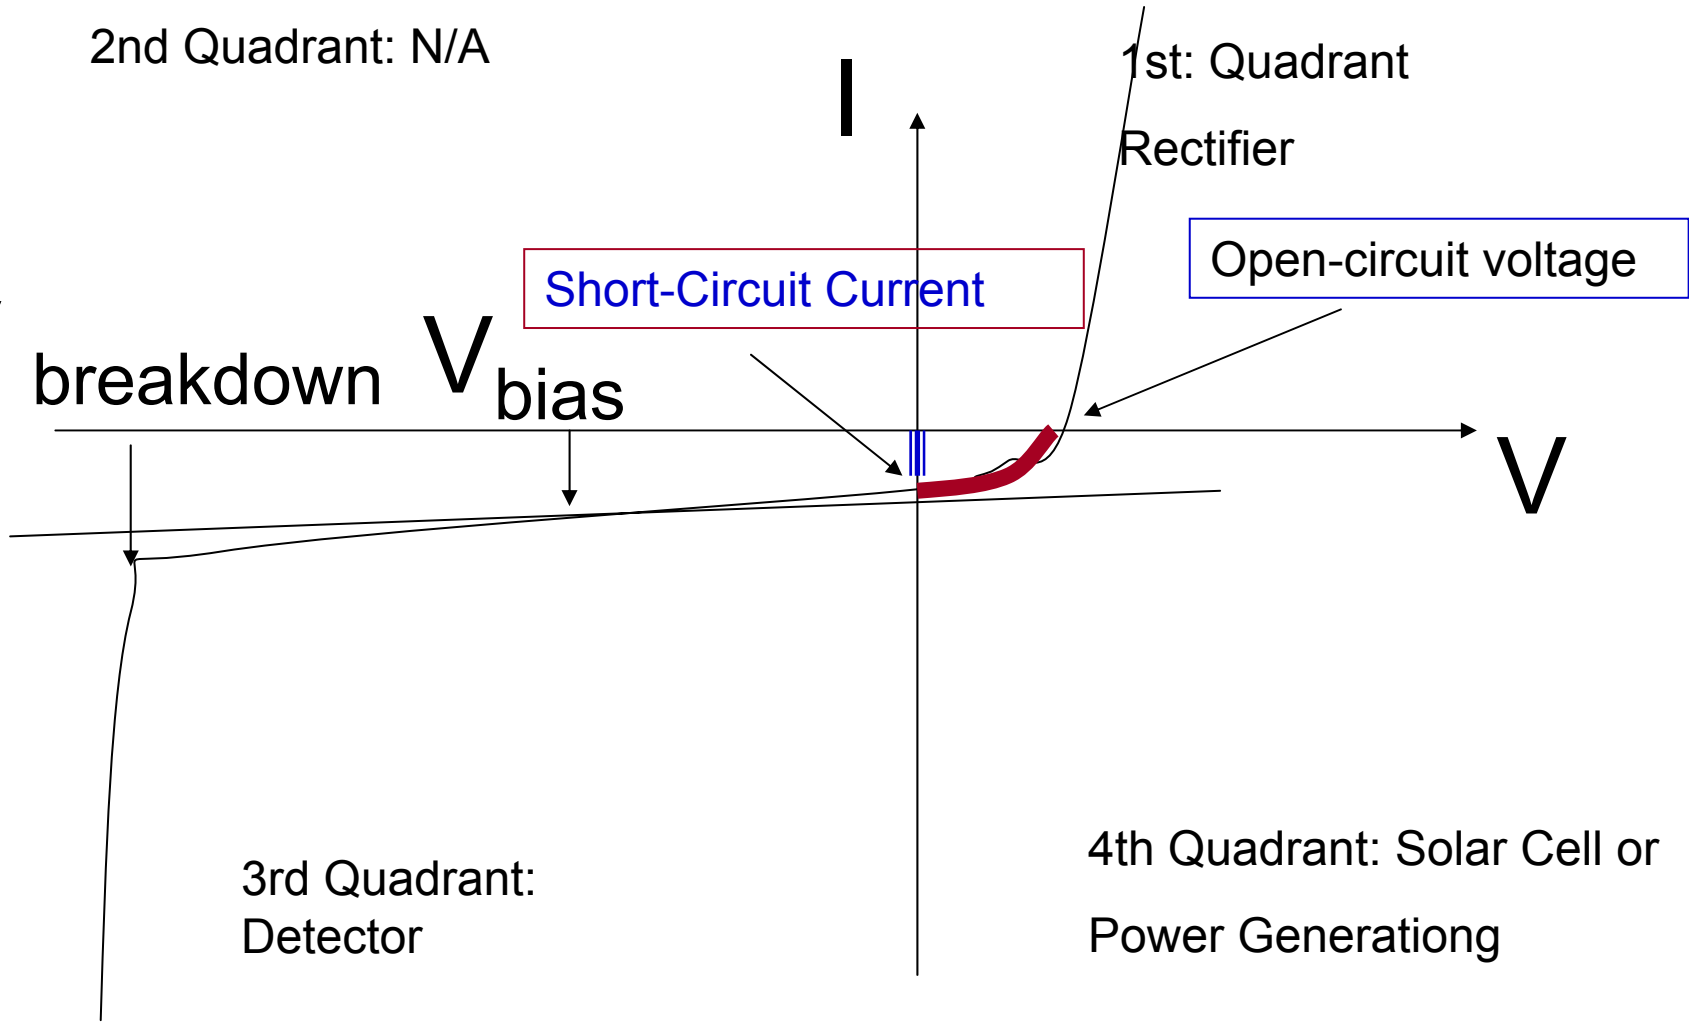 2nd Quadrant: N/A
I
1st: Quadrant
Rectifier
Short-Circuit Current
Open-circuit voltage
breakdown
Vbias
V
3rd Quadrant:
Detector
4th Quadrant: Solar Cell or
Power Generationg